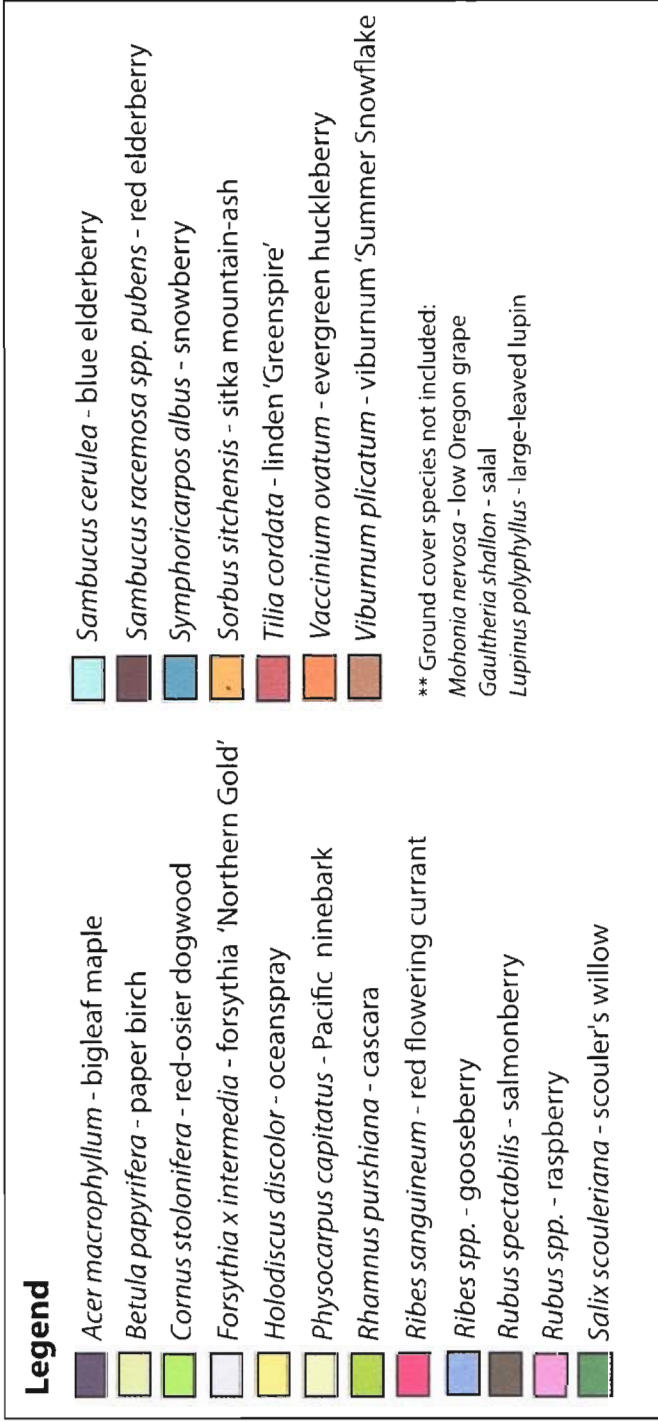 Legend
Acer macrophyllum - bigleaf maple
Betula papyrifera - paper birch
Cornus stolonifera - red-osier dogwood
Forsythia x intermedia - forsythia 'Northern Gold'
Holodiscus discolor - oceanspray
Physocarpus capitatus - Pacific ninebark
Rhamnus purshiana - cascara
Ribes sanguineum - red flowering currant
Ribes spp. - gooseberry
Rubus spectabilis - salmonberry
Rubus spp. - raspberry
Salix scouleriana - scouler's willow
Sambucus cerulea - blue elderberry
Sambucus racemosa spp. pubens - red elderberry
Symphoricarpos albus - snowberry
Sorbus sitchensis - sitka mountain-ash
Tilia cordata - linden 'Greenspire'
Vaccinium ovatum - evergreen huckleberry
Viburnum plicatum - viburnum 'Summer Snowflake
** Ground cover species not included:
Mohonia nervosa - low Oregon grape
Gaultheria shallon - salal
Lupinus polyphyllus - large-leaved lupin